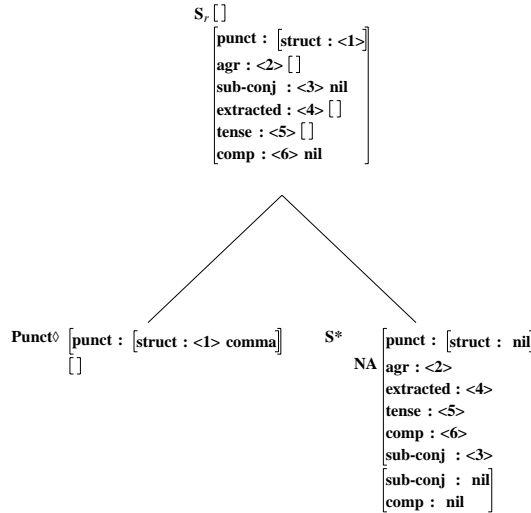 S_r []
[punct : [struct : <1>]
agr : <2> []
sub-conj : <3> nil
extracted : <4> []
tense : <5> []
comp : <6> nil]
Punct◊ [punct : [struct : <1> comma]]
[]
S* [punct : [struct : nil]
NA agr : <2>
extracted : <4>
tense : <5>
comp : <6>
sub-conj : <3>]
[sub-conj : nil
comp : nil]